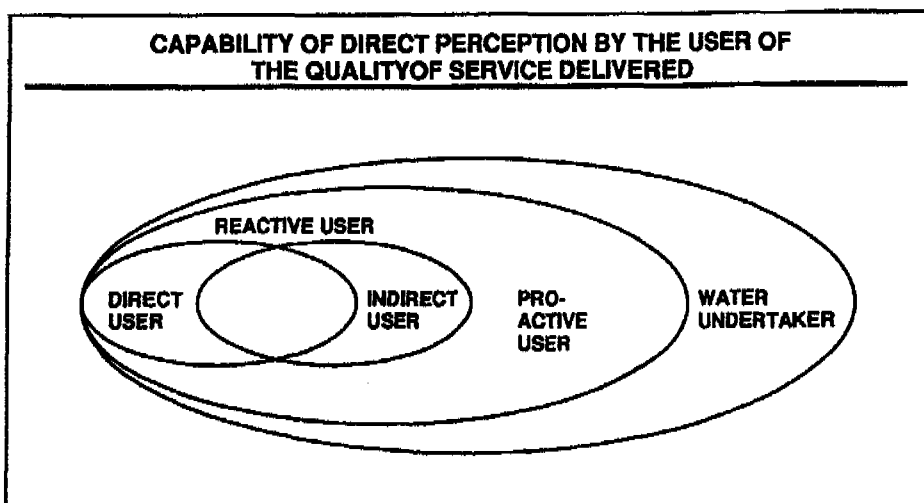 CAPABILITY OF DIRECT PERCEPTION BY THE USER OF
THE QUALITYOF SERVICE DELIVERED
REACTIVE USER
DIRECT
USER
INDIRECT
USER
PRO-
ACTIVE
USER
WATER
UNDERTAKER